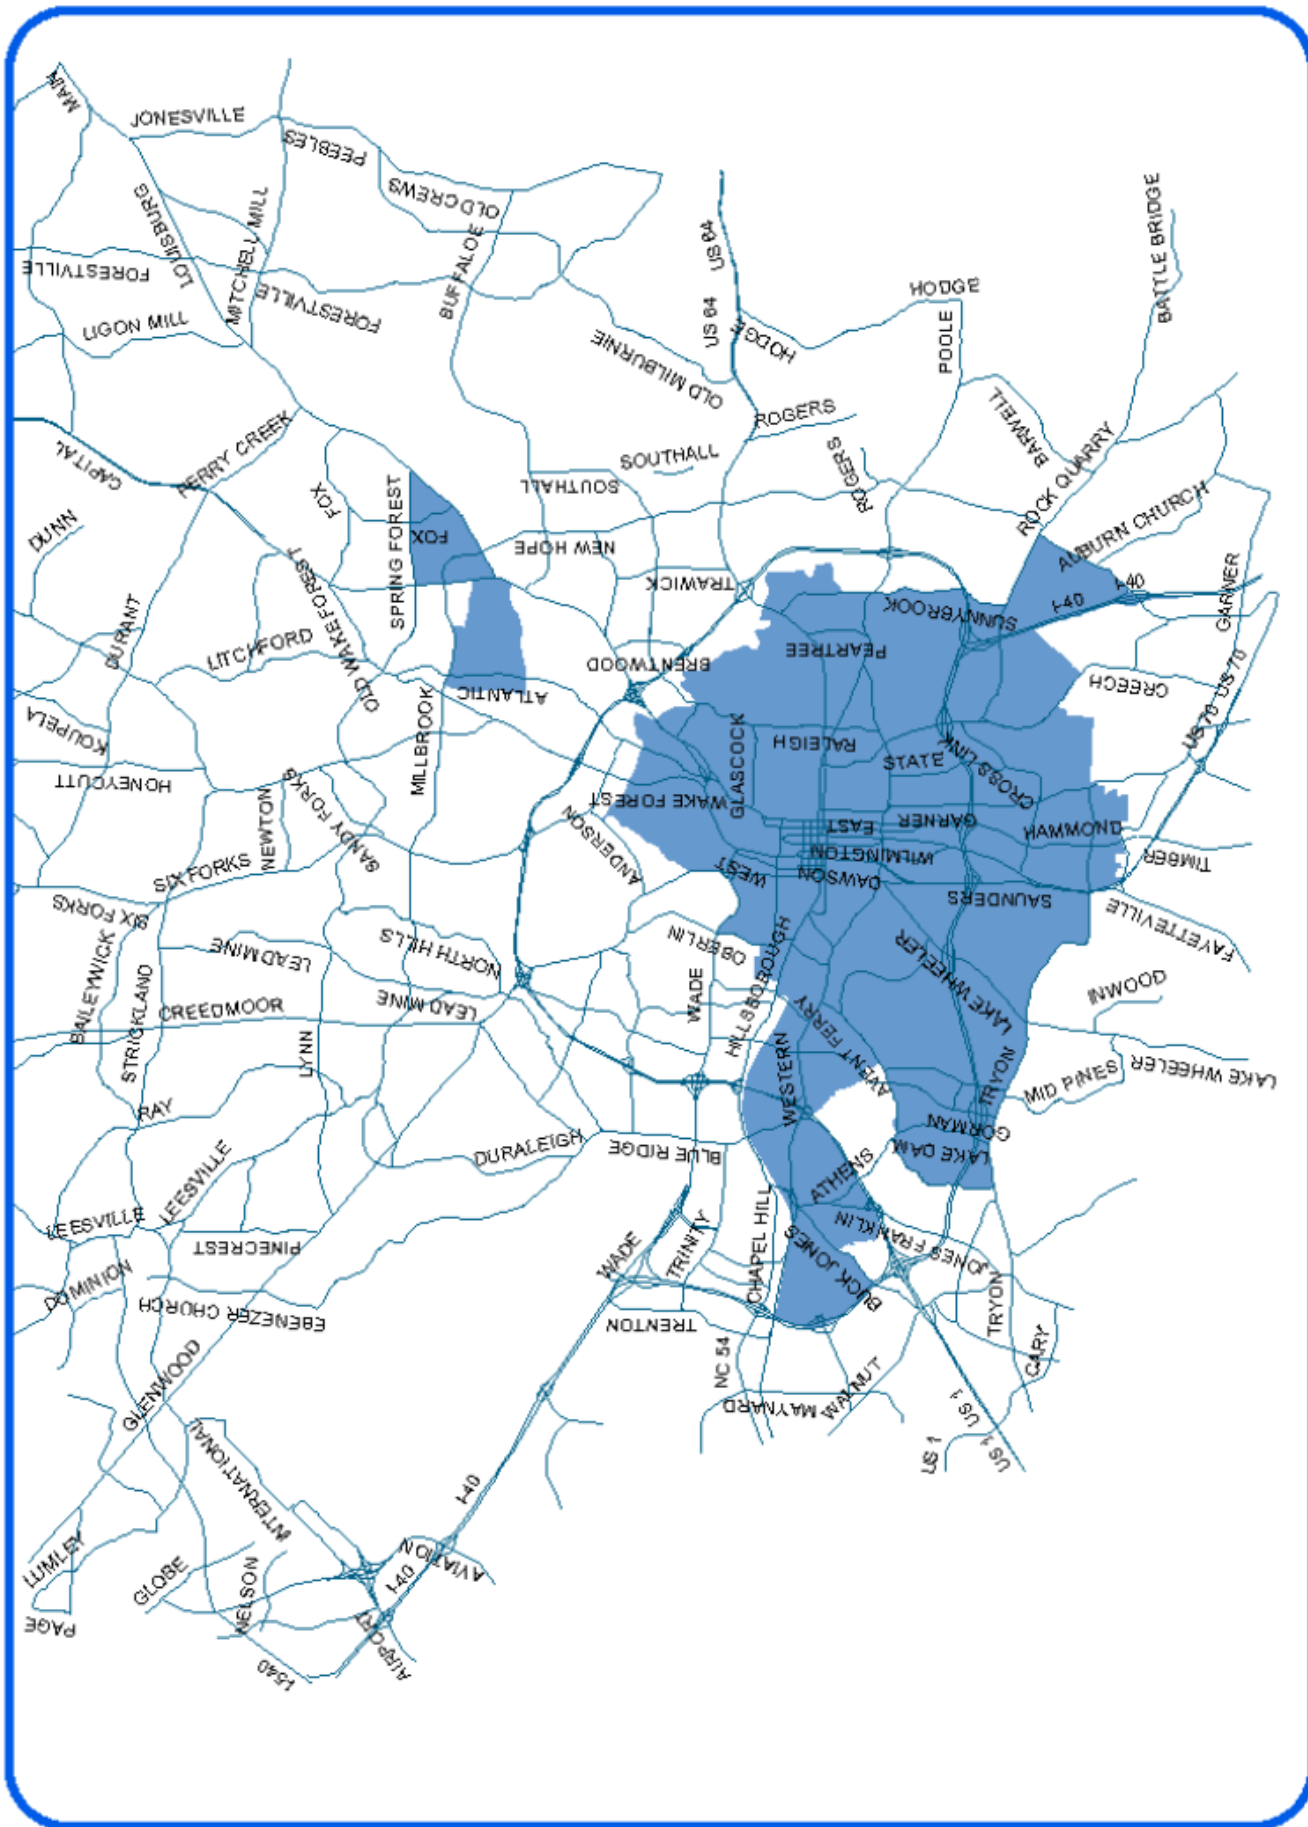 MAIN
JONESVILLE
PEEBLES
OLD CREWS
LOUISBURG
MITCHELL MILL
BUFFALOE
US 64
BATTLE BRIDGE
FORESTVILLE
FORESTVILLE
LIGON MILL
US 64
HODGE
HODGE
POOLE
OLD MILBURNIE
CAPITAL
PERRY CREEK
ROGERS
BARWELL
SOUTHALL
ROGERS
ROCK QUARRY
DUNN
FOX
SPRING FOREST
FOX
SOUTHALL
AUBURN CHURCH
NEW HOPE
TRAWICK
I-40
I-40
GARNER
DURANT
LITCHFORD
OLD WAKE FOREST
SUNNYBROOK
PEARTREE
BRENTWOOD
OLD WAKE FOREST
ATLANTIC
CREECH
US 70
US 70
KOUPELA
HONEYCUTT
MILLBROOK
GLASCOCK
RALEIGH
STATE
CROSS LINK
NEWTON
SANDY FORKS
WAKE FOREST
EAST
GARNER
HAMMOND
ANDERSON
SIX FORKS
WEST
WILMINGTON
DAWSON
SAUNDERS
TIMBER
SIX FORKS
FAYETTEVILLE
BAILEYWICK
LEAD MINE
NORTH HILLS
OBERLIN
LAKE WHEELER
STRICKLAND
CREEDMOOR
LEAD MINE
WADE
HILLSBOROUGH
INWOOD
LYNN
AVENT FERRY
WESTERN
TRYON
MID PINES
LAKE WHEELER
RAY
GORMAN
DURALEIGH
BLUE RIDGE
LAKE DAM
LEESVILLE
LEESVILLE
ATHENS
PINECREST
WADE
TRINITY
CHAPEL HILL
BUCK JONES
JONES FRANKLIN
DOMINION
EBENEZER CHURCH
BUCK JONES
TRENTON
TRYON
GLENWOOD
NC 54
MAYNARD
WALNUT
CARY
INTERNATIONAL
US 1
US 1
US 1
I-40
LUMLEY
GLOBE
NELSON
AVIATION
I-40
PAGE
AIRPORT
I-540